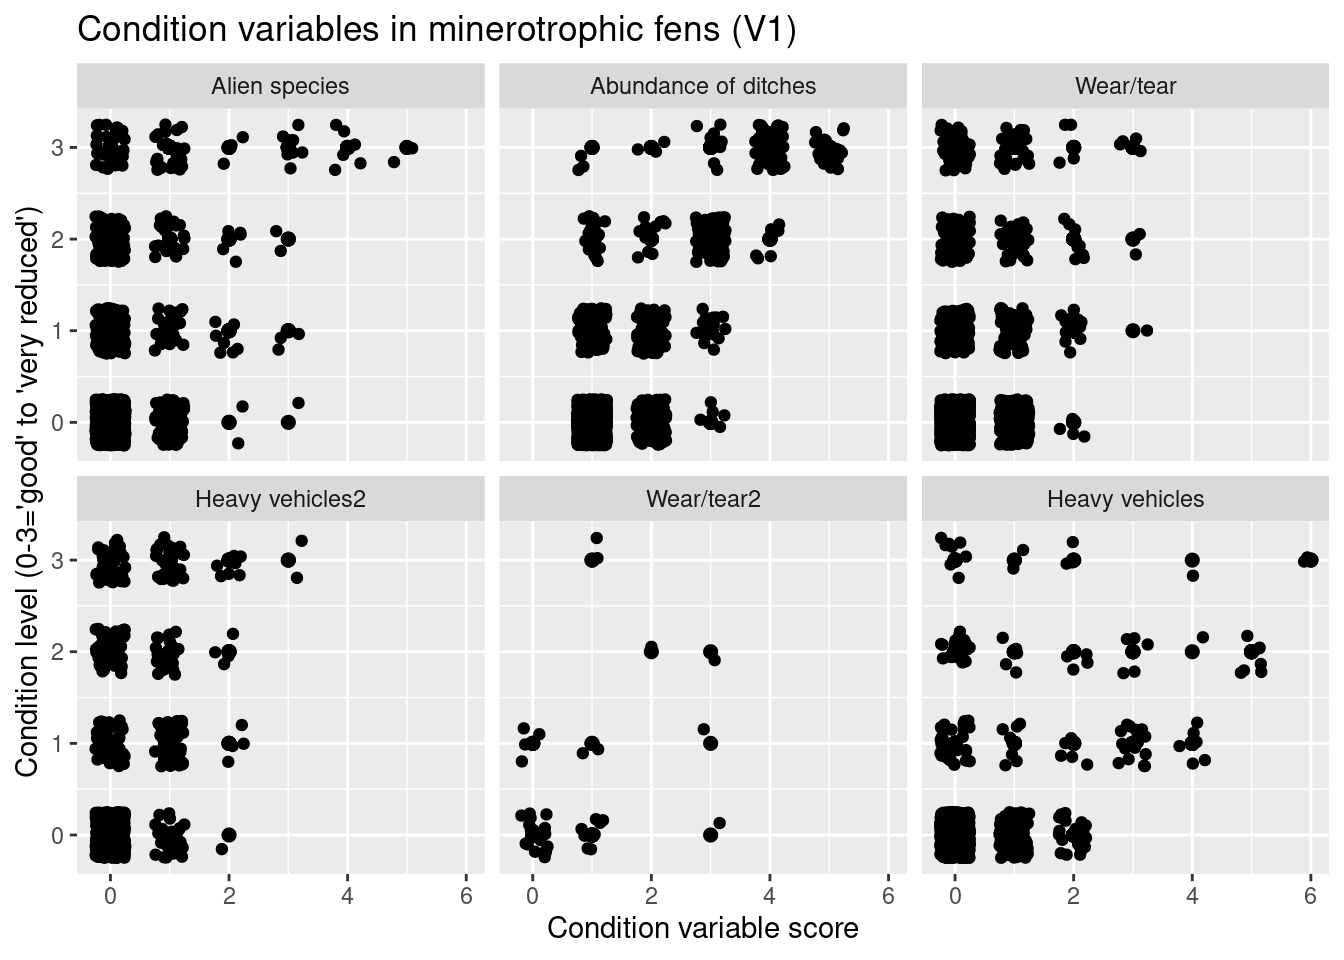 Condition variables in minerotrophic fens (V1)
Alien species
Abundance of ditches
Wear/tear
3
2
1
0
Heavy vehicles2
Wear/tear2
Heavy vehicles
3
2
1
0
0 2 4 6
0 2 4 6
0 2 4 6
Condition variable score
Condition level (0-3='good' to 'very reduced')